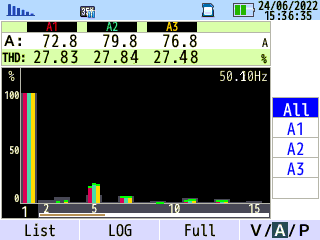 24/06/2022
15:36:35
A1 A2 A3
A: 72.8 79.8 76.8 A
THD: 27.83 27.84 27.48 %
% 50.10Hz
100
50
0
1 5 10 15
All
A1
A2
A3
List LOG Full V/A/P